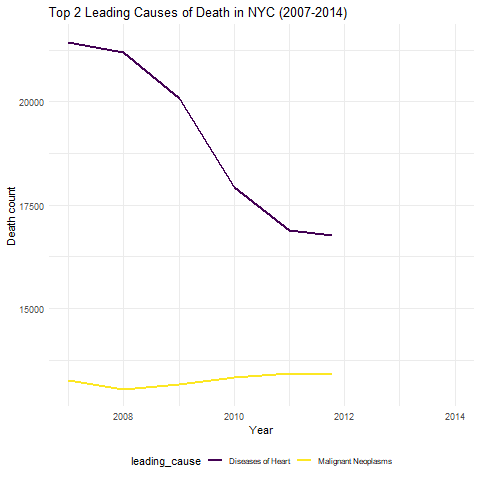 Top 2 Leading Causes of Death in NYC (2007-2014)
20000
17500
15000
Death count
2008 2010 2012 2014
Year
leading_cause Diseases of Heart Malignant Neoplasms